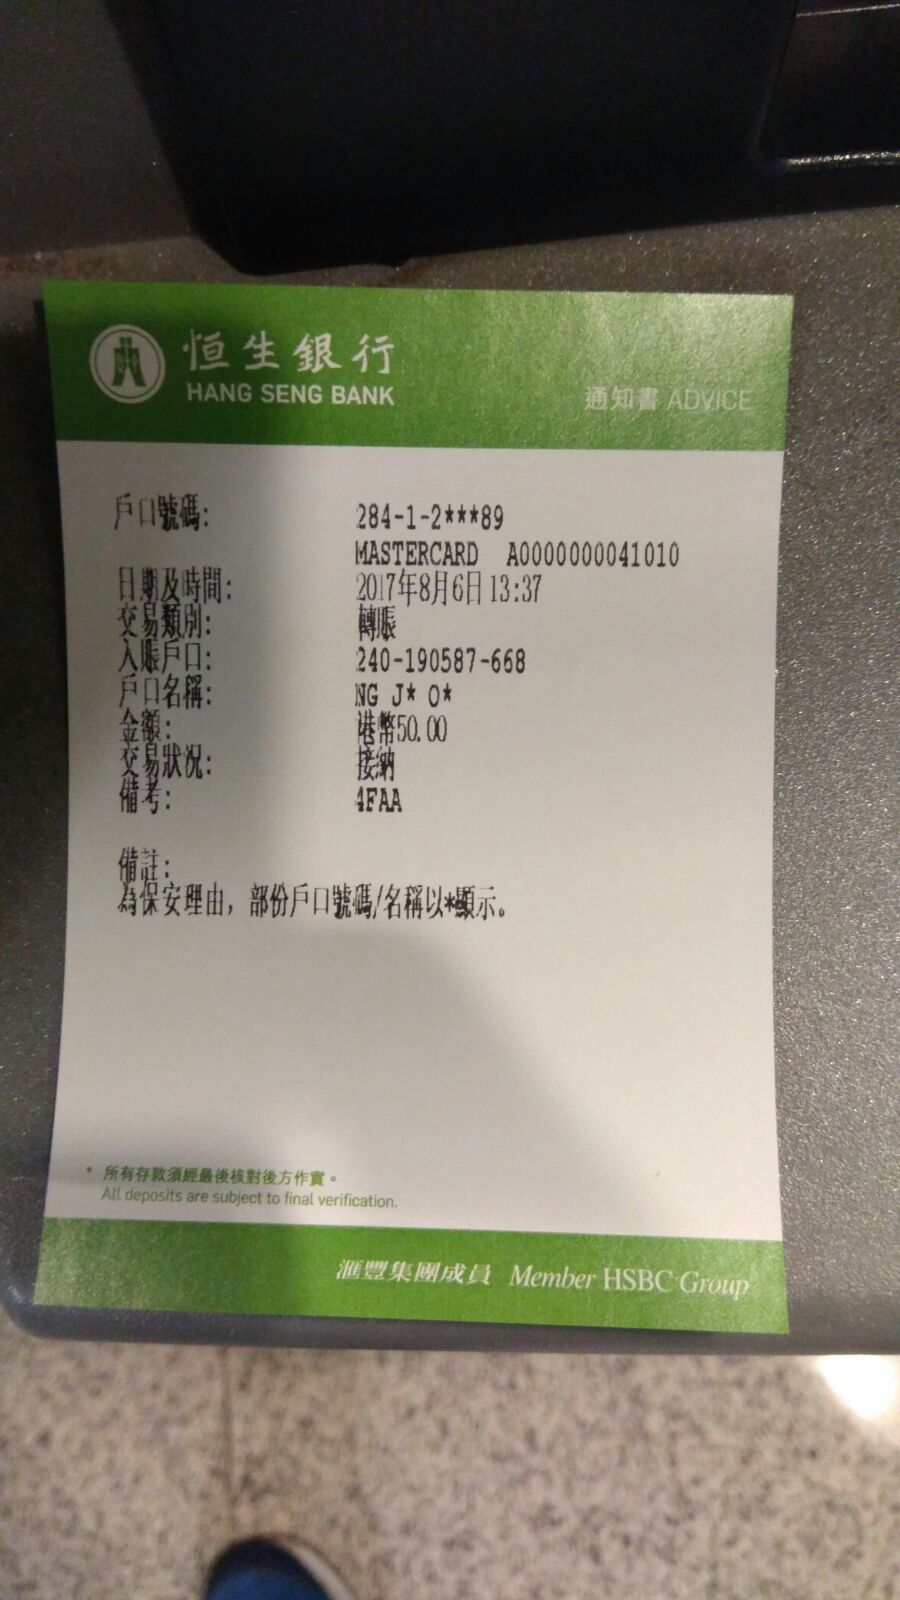 恒生銀行
HANG SENG BANK
通知書 ADVICE
戶口號碼: 284-1-2***89
MASTERCARD A0000000041010
日期及時間: 2017年8月6日 13:37
交易類別: 轉賬
入賬戶口: 240-190587-668
戶口名稱: NG J* O*
金額: 港幣50.00
交易狀況: 接納
備考: 4FAA
備註:
為保安理由，部份戶口號碼/名稱以*顯示。
* 所有存款須經最後核對後方作實。
All deposits are subject to final verification.
滙豐集團成員 Member HSBC Group